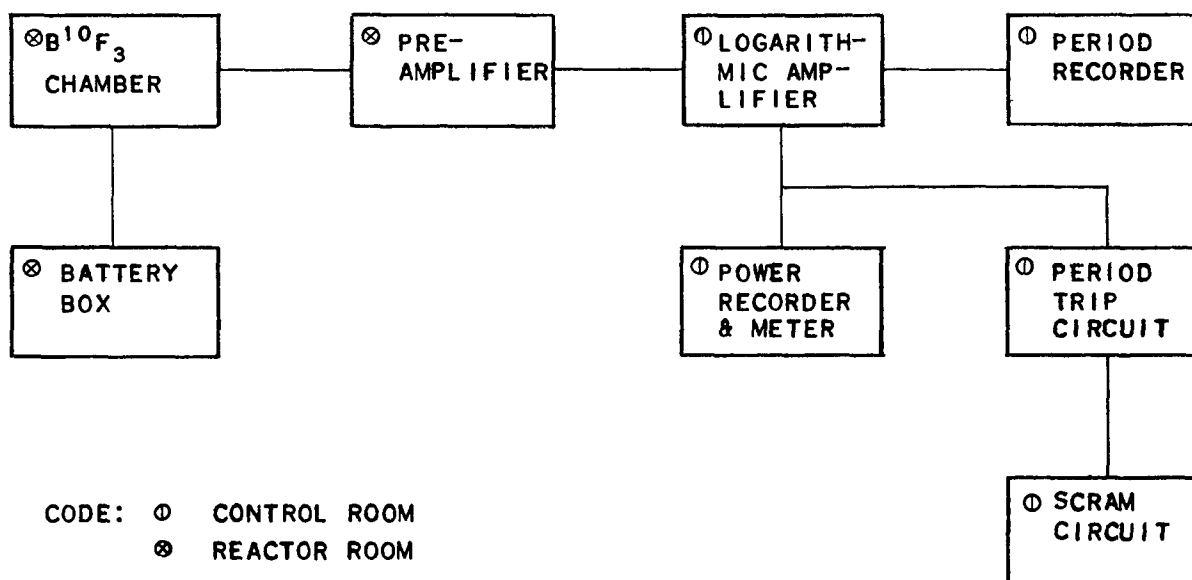 ⊗B¹⁰F₃
CHAMBER
⊗ PRE-
AMPLIFIER
⦶ LOGARITH-
MIC AMP-
LIFIER
⦶ PERIOD
RECORDER
⊗ BATTERY
BOX
⦶ POWER
RECORDER
& METER
⦶ PERIOD
TRIP
CIRCUIT
⦶ SCRAM
CIRCUIT
CODE: ⦶ CONTROL ROOM
⊗ REACTOR ROOM